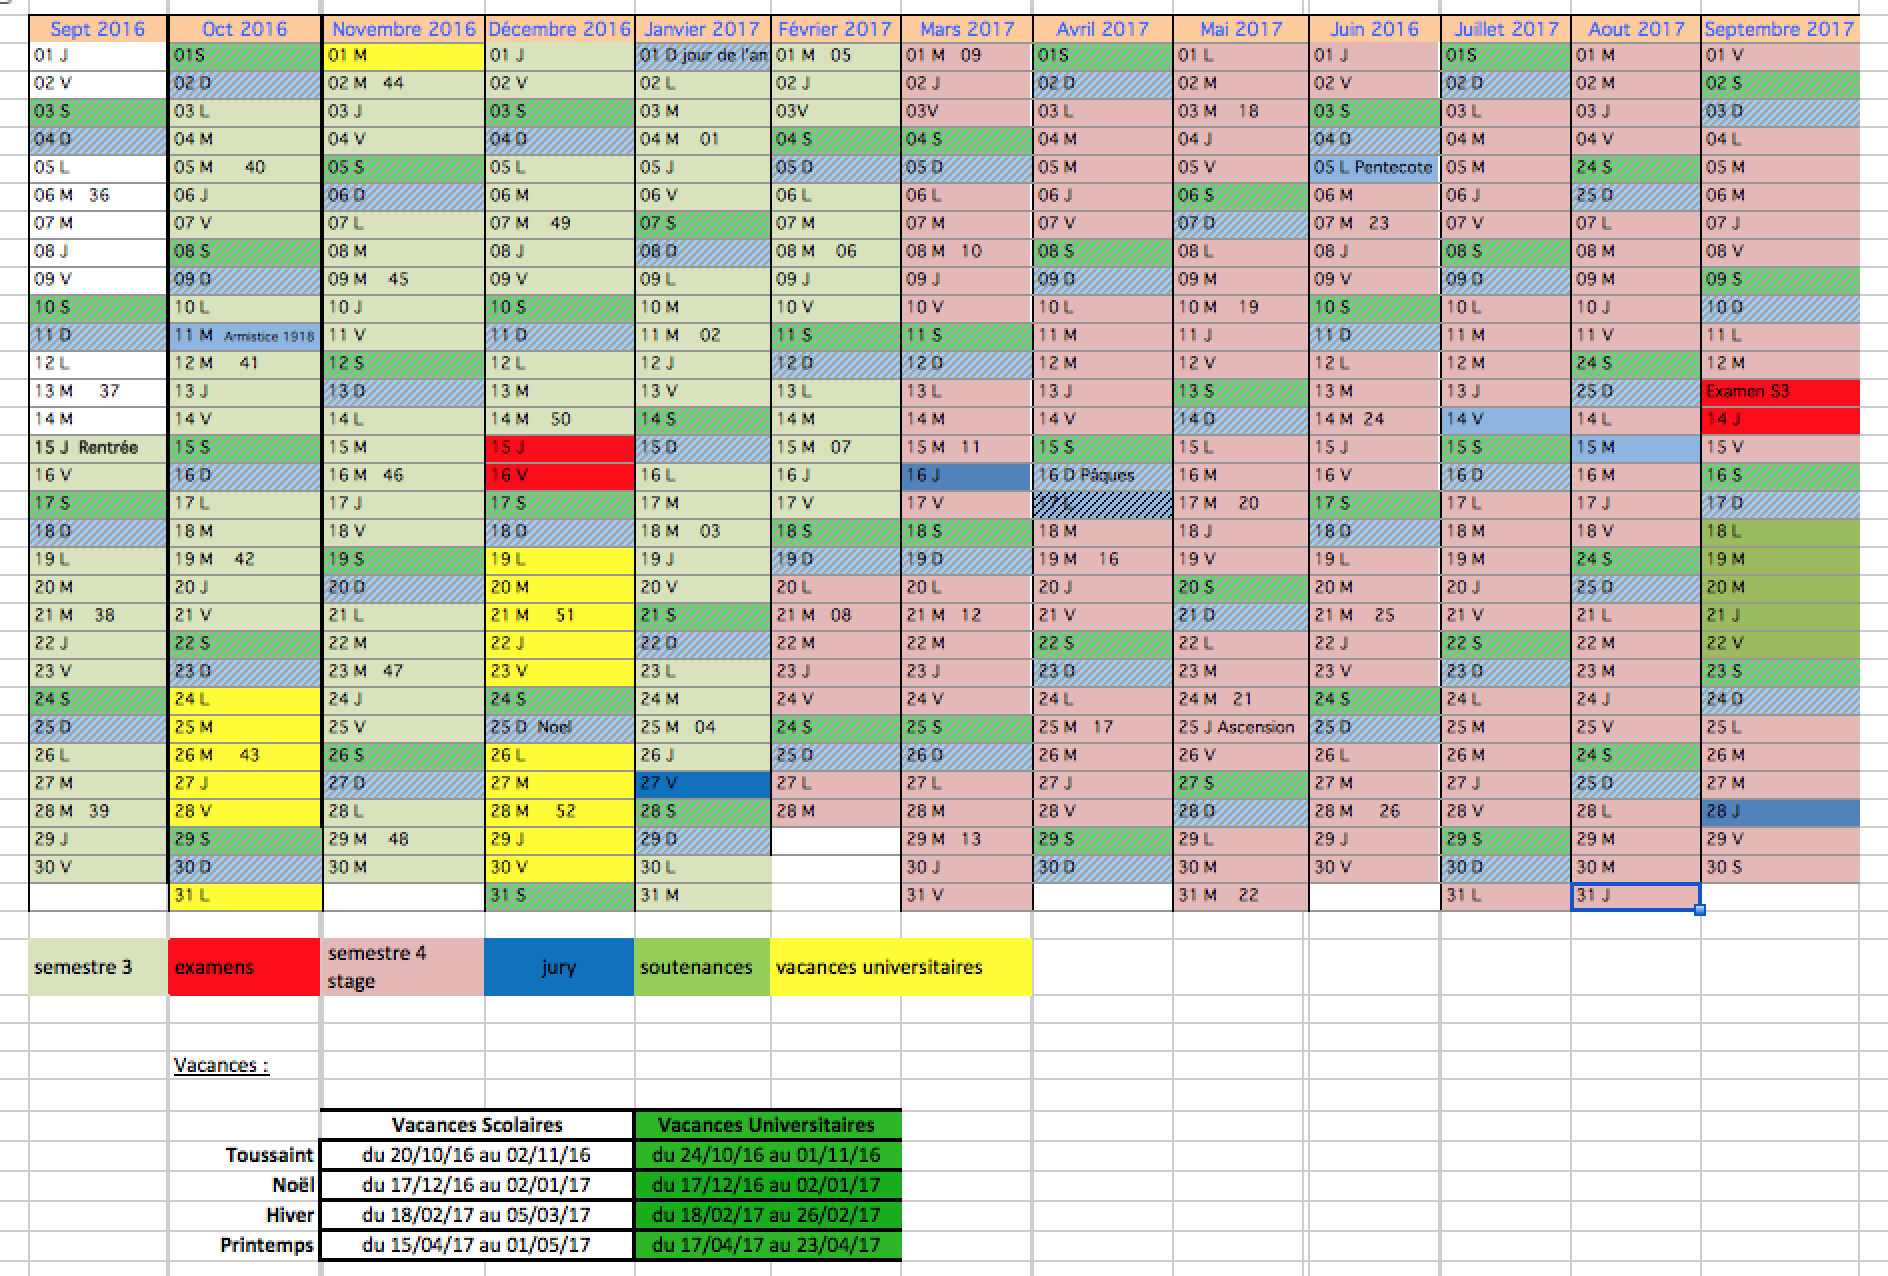 Sept 2016 Oct 2016 Novembre 2016 Décembre 2016 Janvier 2017 Février 2017 Mars 2017 Avril 2017 Mai 2017 Juin 2016 Juillet 2017 Aout 2017 Septembre 2017
01 J 01S 01 M 01 J 01 D jour de l'an 01 M 05 01 M 09 01S 01 L 01 J 01S 01 M 01 V
02 V 02 D 02 M 44 02 V 02 L 02 J 02 J 02 D 02 M 02 V 02 D 02 M 02 S
03 S 03 L 03 J 03 S 03 M 03V 03V 03 L 03 M 18 03 S 03 L 03 J 03 D
04 D 04 M 04 V 04 D 04 M 01 04 S 04 S 04 M 04 J 04 D 04 M 04 V 04 L
05 L 05 M 40 05 S 05 L 05 J 05 D 05 D 05 M 05 V 05 L Pentecote 05 M 24 S 05 M
06 M 36 06 J 06 D 06 M 06 V 06 L 06 L 06 J 06 S 06 M 06 J 25 D 06 M
07 M 07 V 07 L 07 M 49 07 S 07 M 07 M 07 V 07 D 07 M 23 07 V 07 L 07 J
08 J 08 S 08 M 08 J 08 D 08 M 06 08 M 10 08 S 08 L 08 J 08 S 08 M 08 V
09 V 09 D 09 M 45 09 V 09 L 09 J 09 J 09 D 09 M 09 V 09 D 09 M 09 S
10 S 10 L 10 J 10 S 10 M 10 V 10 V 10 L 10 M 19 10 S 10 L 10 J 10 D
11 D 11 M Armistice 1918 11 V 11 D 11 M 02 11 S 11 S 11 M 11 J 11 D 11 M 11 V 11 L
12 L 12 M 41 12 S 12 L 12 J 12 D 12 D 12 M 12 V 12 L 12 M 24 S 12 M
13 M 37 13 J 13 D 13 M 13 V 13 L 13 L 13 J 13 S 13 M 13 J 25 D Examen S3
14 M 14 V 14 L 14 M 50 14 S 14 M 14 M 14 V 14 D 14 M 24 14 V 14 L 14 J
15 J Rentrée 15 S 15 M 15 J 15 D 15 M 07 15 M 11 15 S 15 L 15 J 15 S 15 M 15 V
16 V 16 D 16 M 46 16 V 16 L 16 J 16 J 16 D Pâques 16 M 16 V 16 D 16 M 16 S
17 S 17 L 17 J 17 S 17 M 17 V 17 V 17 L 17 M 20 17 S 17 L 17 J 17 D
18 D 18 M 18 V 18 D 18 M 03 18 S 18 S 18 M 18 J 18 D 18 M 18 V 18 L
19 L 19 M 42 19 S 19 L 19 J 19 D 19 D 19 M 16 19 V 19 L 19 M 24 S 19 M
20 M 20 J 20 D 20 M 20 V 20 L 20 L 20 J 20 S 20 M 20 J 25 D 20 M
21 M 38 21 V 21 L 21 M 51 21 S 21 M 08 21 M 12 21 V 21 D 21 M 25 21 V 21 L 21 J
22 J 22 S 22 M 22 J 22 D 22 M 22 M 22 S 22 L 22 J 22 S 22 M 22 V
23 V 23 D 23 M 47 23 V 23 L 23 J 23 J 23 D 23 M 23 V 23 D 23 M 23 S
24 S 24 L 24 J 24 S 24 M 24 V 24 V 24 L 24 M 21 24 S 24 L 24 J 24 D
25 D 25 M 25 V 25 D Noel 25 M 04 24 S 25 S 25 M 17 25 J Ascension 25 D 25 M 25 V 25 L
26 L 26 M 43 26 S 26 L 26 J 25 D 26 D 26 M 26 V 26 L 26 M 24 S 26 M
27 M 27 J 27 D 27 M 27 V 27 L 27 L 27 J 27 S 27 M 27 J 25 D 27 M
28 M 39 28 V 28 L 28 M 52 28 S 28 M 28 M 28 V 28 D 28 M 26 28 V 28 L 28 J
29 J 29 S 29 M 48 29 J 29 D 29 M 13 29 S 29 L 29 J 29 S 29 M 29 V
30 V 30 D 30 M 30 V 30 L 30 J 30 D 30 M 30 V 30 D 30 M 30 S
31 L 31 S 31 M 31 V 31 M 22 31 L 31 J
semestre 3 examens semestre 4 stage jury soutenances vacances universitaires
Vacances :
Vacances Scolaires Vacances Universitaires
Toussaint du 20/10/16 au 02/11/16 du 24/10/16 au 01/11/16
Noël du 17/12/16 au 02/01/17 du 17/12/16 au 02/01/17
Hiver du 18/02/17 au 05/03/17 du 18/02/17 au 26/02/17
Printemps du 15/04/17 au 01/05/17 du 17/04/17 au 23/04/17